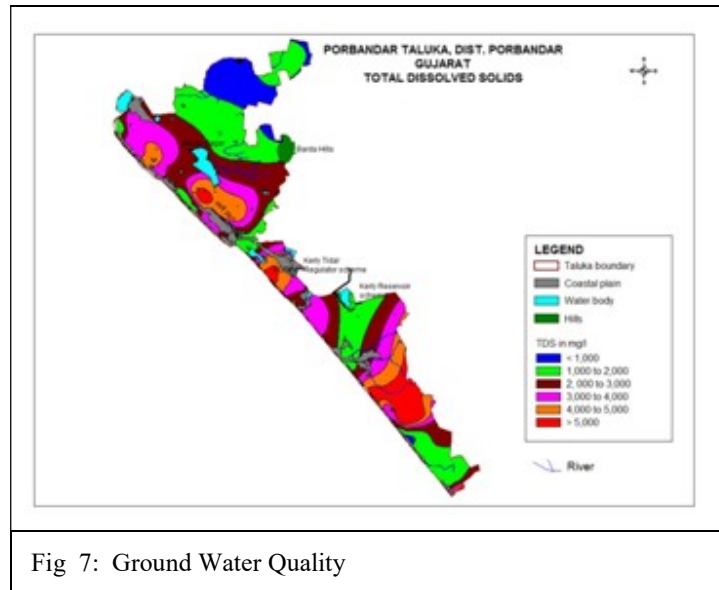 PORBANDAR TALUKA, DIST. PORBANDAR
GUJARAT
TOTAL DISSOLVED SOLIDS
Barda Hills
Kerly Tidal
Regulator scheme
Kerly Reservoir
LEGEND
Taluka boundary
Coastal plain
Water body
Hills
TDS in mg/l
< 1,000
1,000 to 2,000
2, 000 to 3,000
3,000 to 4,000
4,000 to 5,000
> 5,000
River
Fig 7: Ground Water Quality